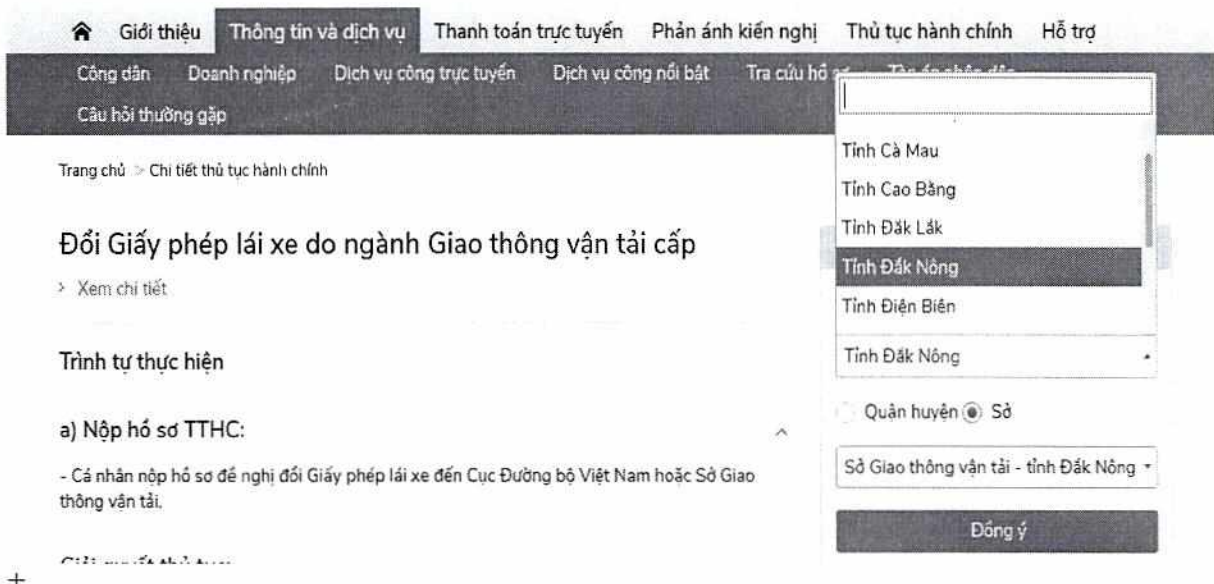 Giới thiệu Thông tin và dịch vụ Thanh toán trực tuyến Phản ánh kiến nghị Thủ tục hành chính Hỗ trợ
Công dân Doanh nghiệp Dịch vụ công trực tuyến Dịch vụ công nổi bật Tra cứu hồ
Câu hỏi thường gặp
Trang chủ > Chi tiết thủ tục hành chính
Đổi Giấy phép lái xe do ngành Giao thông vận tải cấp
> Xem chi tiết
Trình tự thực hiện
a) Nộp hồ sơ TTHC:
- Cá nhân nộp hồ sơ đề nghị đổi Giấy phép lái xe đến Cục Đường bộ Việt Nam hoặc Sở Giao
thông vận tải.
Tỉnh Cà Mau
Tỉnh Cao Bằng
Tỉnh Đăk Lắk
Tỉnh Đắk Nông
Tỉnh Điện Biên
Tỉnh Đắk Nông
Quận huyện Sở
Sở Giao thông vận tải - tỉnh Đắk Nông
Đồng ý